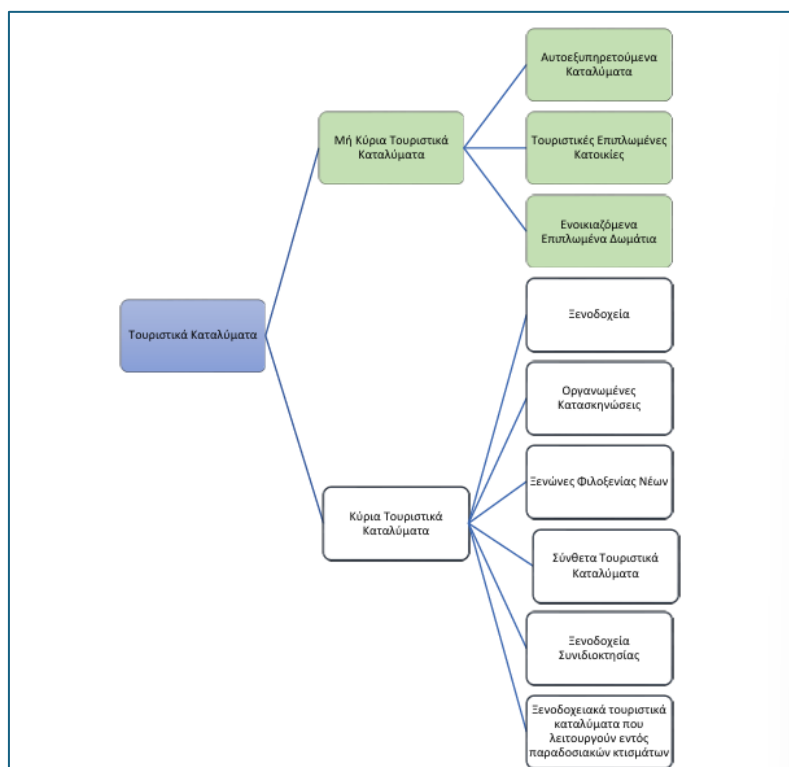 Αυτοεξυπηρετούμενα
Καταλύματα
Μή Κύρια Τουριστικά
Καταλύματα
Τουριστικές Επιπλωμένες
Κατοικίες
Ενοικιαζόμενα
Επιπλωμένα Δωμάτια
Τουριστικά Καταλύματα
Ξενοδοχεία
Οργανωμένες
Κατασκηνώσεις
Ξενώνες Φιλοξενίας Νέων
Κύρια Τουριστικά
Καταλύματα
Σύνθετα Τουριστικά
Καταλύματα
Ξενοδοχεία
Συνιδιοκτησίας
Ξενοδοχειακά τουριστικά
καταλύματα που
λειτουργούν εντός
παραδοσιακών κτισμάτων